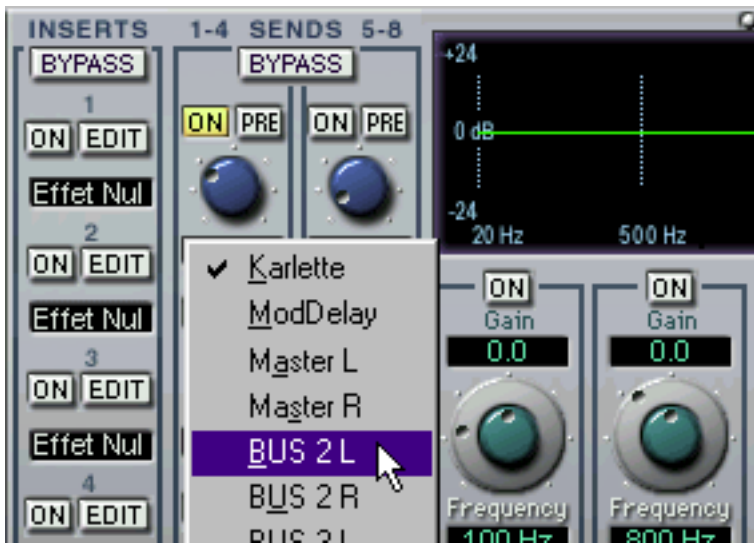 INSERTS
BYPASS
1
ON EDIT
Effet Nul
2
ON EDIT
Effet Nul
3
ON EDIT
Effet Nul
4
ON EDIT
1-4 SENDS 5-8
BYPASS
ON PRE ON PRE
Karlette
ModDelay
Master L
Master R
BUS 2 L
BUS 2 R
BUS 3 L
+24
0 dB
-24
20 Hz 500 Hz
ON ON
Gain Gain
0.0 0.0
Frequency Frequency
100 Hz 800 Hz